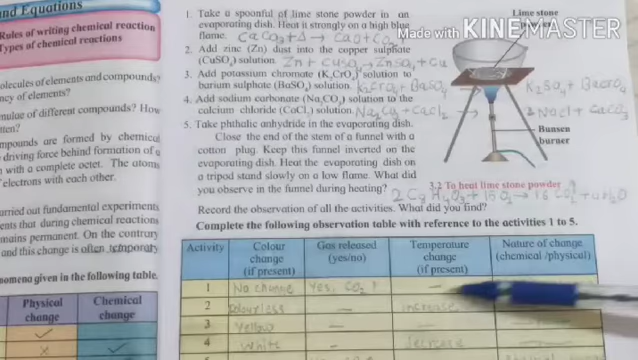 and Equations
Rules of writing chemical reaction
Types of chemical reactions
molecules of elements and compounds?
ncy of elements?
mulae of different compounds? How
tten?
mpounds are formed by chemical
driving force behind formation of a
with a complete octet. The atoms
electrons with each other.
arried out fundamental experiments
ents that during chemical reactions
mains permanent. On the contrary
and this change is often temporary
nomena given in the following table.
Physical change
Chemical change
✓
× ✓
1. Take a spoonful of lime stone powder in an
evaporating dish. Heat it strongly on a high blue
flame. CaCO3 + Δ → CaO + CO2
2. Add zinc (Zn) dust into the copper sulphate
(CuSO4) solution. Zn + CuSO4 → ZnSO4 + Cu
3. Add potassium chromate (K2CrO4) solution to
barium sulphate (BaSO4) solution. K2CrO4 + BaSO4 → K2SO4 + BaCrO4
4. Add sodium carbonate (Na2CO3) solution to the
calcium chloride (CaCl2) solution. Na2CO3 + CaCl2 → 2NaCl + CaCO3
5. Take phthalic anhydride in the evaporating dish.
Close the end of the stem of a funnel with a
cotton plug. Keep this funnel inverted on the
evaporating dish. Heat the evaporating dish on
a tripod stand slowly on a low flame. What did
you observe in the funnel during heating?
Lime stone
Made with KINEMASTER
Bunsen
burner
3.2 To heat lime stone powder
2C8H4O3 + 15O2 → 16CO2 + 4H2O
Record the observation of all the activities. What did you find?
Complete the following observation table with reference to the activities 1 to 5.
Activity
Colour change (if present)
Gas released (yes/no)
Temperature change (if present)
Nature of change (chemical /physical)
1 No change Yes, CO2 ↑ —
2 colourless — increase
3 Yellow — —
4 White — decrease